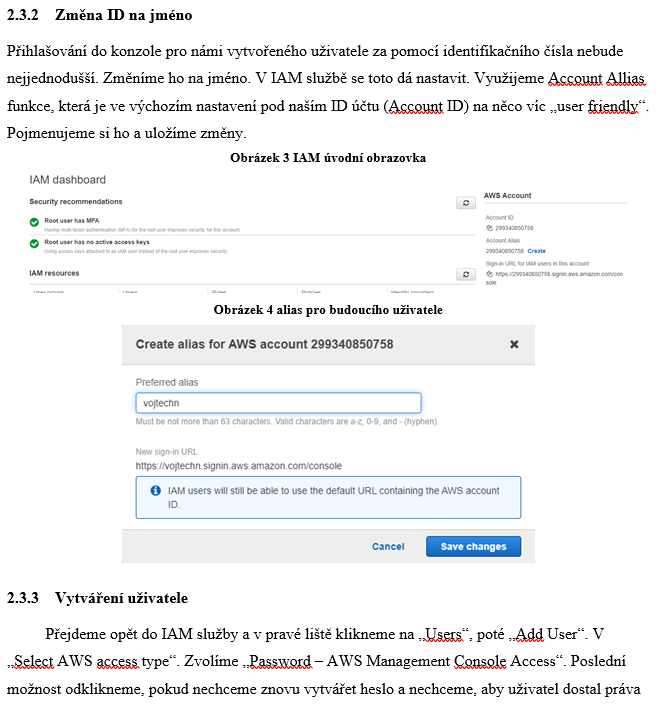 2.3.2 Změna ID na jméno
Přihlašování do konzole pro námi vytvořeného uživatele za pomocí identifikačního čísla nebude
nejjednodušší. Změníme ho na jméno. V IAM službě se toto dá nastavit. Využijeme Account Allias
funkce, která je ve výchozím nastavení pod naším ID účtu (Account ID) na něco víc „user friendly“.
Pojmenujeme si ho a uložíme změny.
Obrázek 3 IAM úvodní obrazovka
IAM dashboard
Security recommendations
Root user has MFA
Having multi-factor authentication (MFA) for the root user improves security for this account
Root user has no active access keys
Using access keys attached to an IAM user instead of the root user improves security.
IAM resources
User groups Users Roles Policies Identity providers
AWS Account
Account ID
299340850758
Account Alias
299340850758 Create
Sign-in URL for IAM users in this account
https://299340850758.signin.aws.amazon.com/con
sole
Obrázek 4 alias pro budoucího uživatele
Create alias for AWS account 299340850758
Preferred alias
vojtechn
Must be not more than 63 characters. Valid characters are a-z, 0-9, and - (hyphen).
New sign-in URL
https://vojtechn.signin.aws.amazon.com/console
IAM users will still be able to use the default URL containing the AWS account
ID.
Cancel Save changes
2.3.3 Vytváření uživatele
Přejdeme opět do IAM služby a v pravé liště klikneme na „Users“, poté „Add User“. V
„Select AWS access type“. Zvolíme „Password – AWS Management Console Access“. Poslední
možnost odklikneme, pokud nechceme znovu vytvářet heslo a nechceme, aby uživatel dostal práva